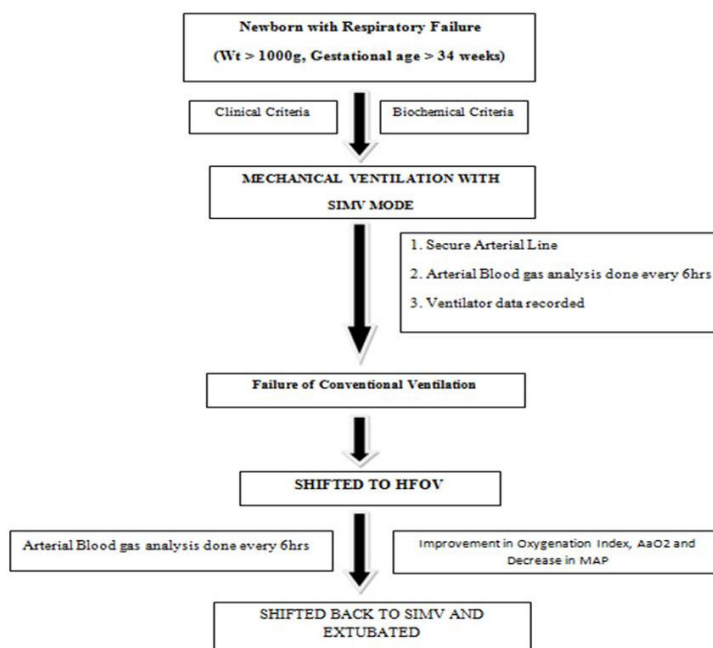 Newborn with Respiratory Failure
(Wt > 1000g, Gestational age > 34 weeks)
Clinical Criteria
Biochemical Criteria
MECHANICAL VENTILATION WITH
SIMV MODE
1. Secure Arterial Line
2. Arterial Blood gas analysis done every 6hrs
3. Ventilator data recorded
Failure of Conventional Ventilation
SHIFTED TO HFOV
Arterial Blood gas analysis done every 6hrs
Improvement in Oxygenation Index, AaO2 and
Decrease in MAP
SHIFTED BACK TO SIMV AND
EXTUBATED